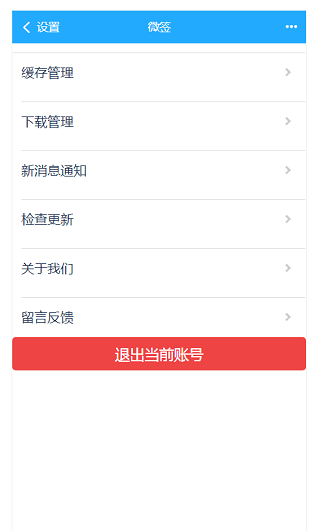 设置 微签
缓存管理
下载管理
新消息通知
检查更新
关于我们
留言反馈
退出当前账号